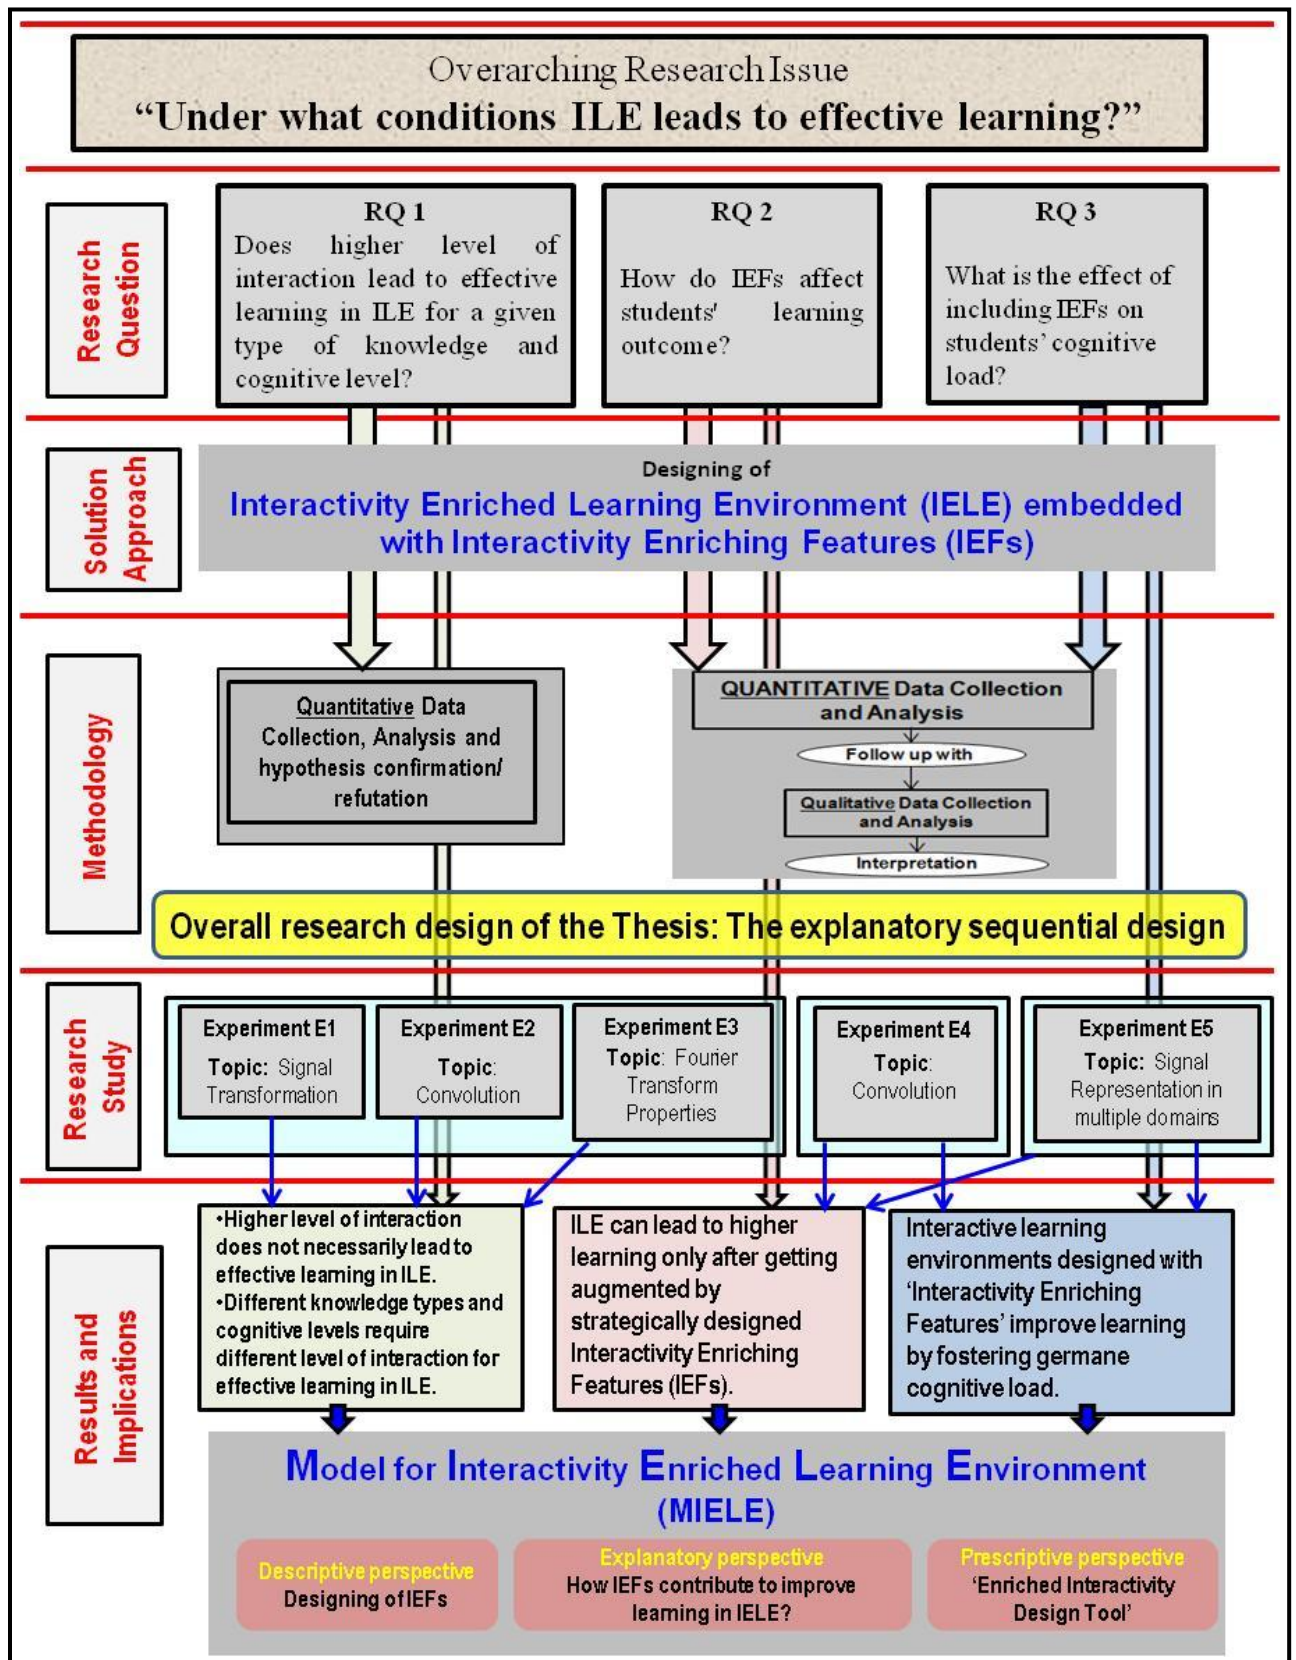 Overarching Research Issue
“Under what conditions ILE leads to effective learning?”
Research
Question
RQ 1
Does higher level of
interaction lead to effective
learning in ILE for a given
type of knowledge and
cognitive level?
RQ 2
How do IEFs affect
students' learning
outcome?
RQ 3
What is the effect of
including IEFs on
students’ cognitive
load?
Solution
Approach
Designing of
Interactivity Enriched Learning Environment (IELE) embedded
with Interactivity Enriching Features (IEFs)
Methodology
Quantitative Data
Collection, Analysis and
hypothesis confirmation/
refutation
QUANTITATIVE Data Collection
and Analysis
Follow up with
Qualitative Data Collection
and Analysis
Interpretation
Overall research design of the Thesis: The explanatory sequential design
Research
Study
Experiment E1
Topic: Signal
Transformation
Experiment E2
Topic:
Convolution
Experiment E3
Topic: Fourier
Transform
Properties
Experiment E4
Topic:
Convolution
Experiment E5
Topic: Signal
Representation in
multiple domains
Results and
Implications
•Higher level of interaction
does not necessarily lead to
effective learning in ILE.
•Different knowledge types and
cognitive levels require
different level of interaction for
effective learning in ILE.
ILE can lead to higher
learning only after getting
augmented by
strategically designed
Interactivity Enriching
Features (IEFs).
Interactive learning
environments designed with
‘Interactivity Enriching
Features’ improve learning
by fostering germane
cognitive load.
Model for Interactivity Enriched Learning Environment
(MIELE)
Descriptive perspective
Designing of IEFs
Explanatory perspective
How IEFs contribute to improve
learning in IELE?
Prescriptive perspective
‘Enriched Interactivity
Design Tool’